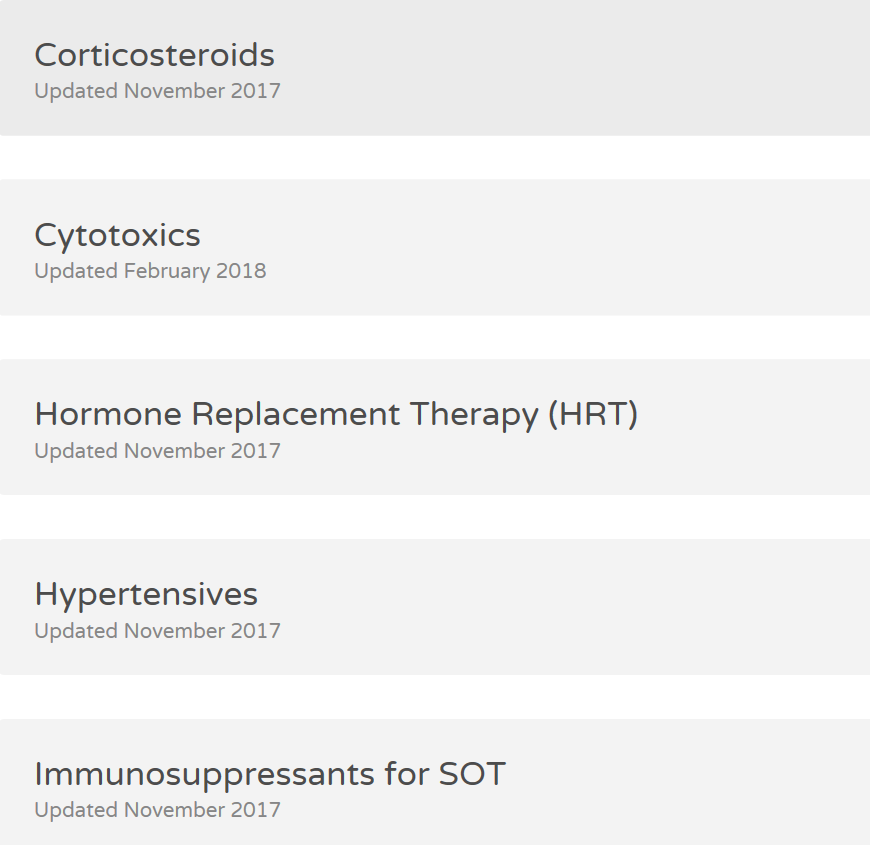 Corticosteroids
Updated November 2017
Cytotoxics
Updated February 2018
Hormone Replacement Therapy (HRT)
Updated November 2017
Hypertensives
Updated November 2017
Immunosuppressants for SOT
Updated November 2017